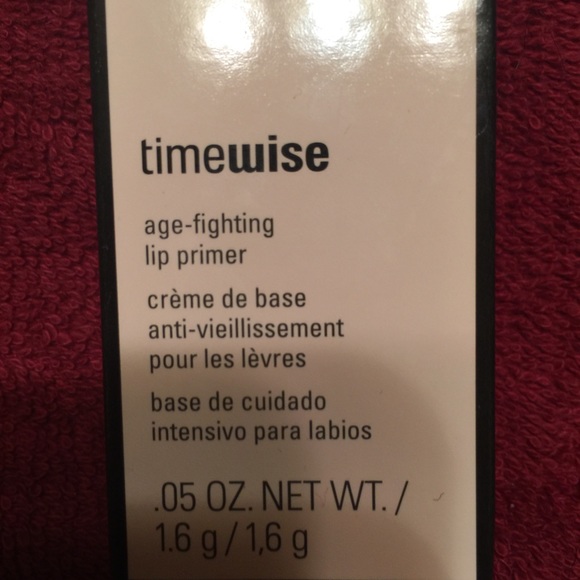 timewise
age-fighting
lip primer
crème de base
anti-vieillissement
pour les lèvres
base de cuidado
intensivo para labios
.05 OZ. NET WT. /
1.6 g / 1,6 g